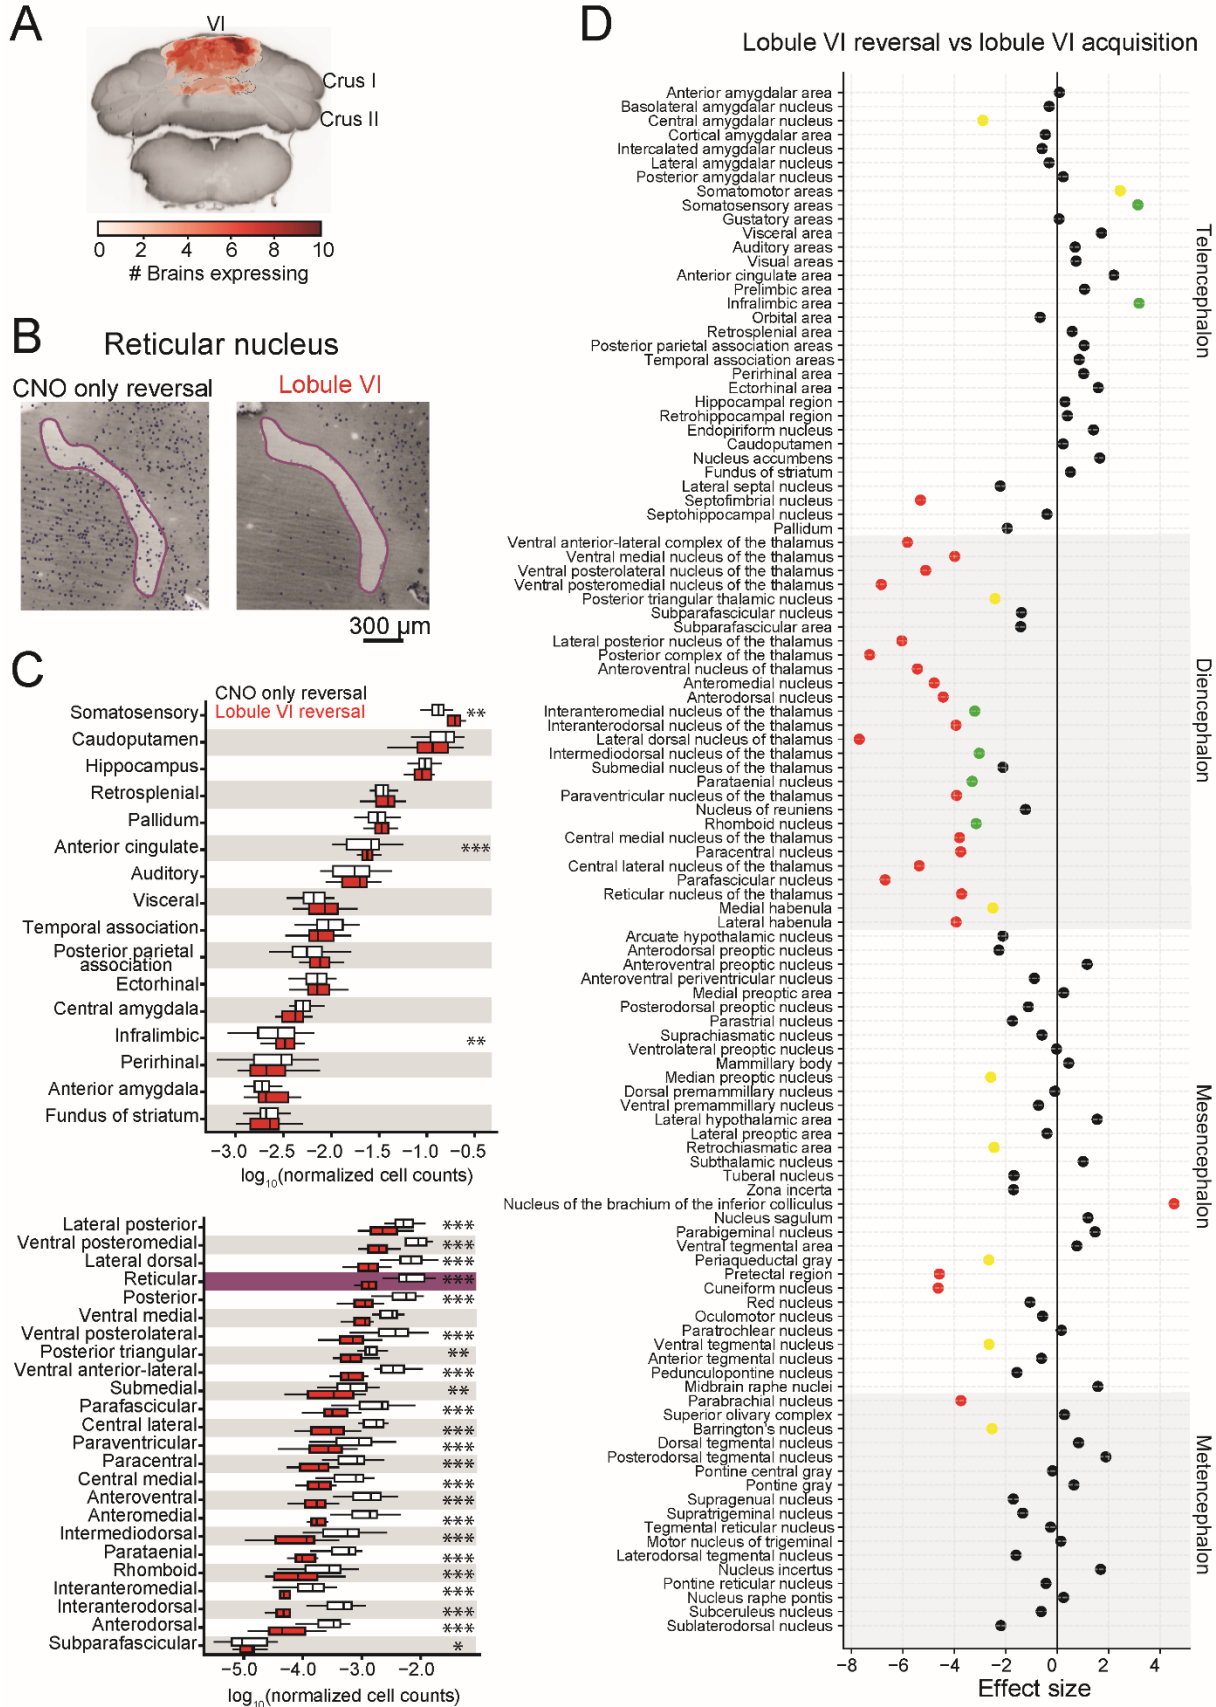 A
VI
Crus I
Crus II
0 2 4 6 8 10
# Brains expressing
B
Reticular nucleus
CNO only reversal
Lobule VI
300 µm
C
CNO only reversal
Lobule VI reversal
Somatosensory **
Caudoputamen
Hippocampus
Retrosplenial
Pallidum
Anterior cingulate ***
Auditory
Visceral
Temporal association
Posterior parietal
association
Ectorhinal
Central amygdala
Infralimbic **
Perirhinal
Anterior amygdala
Fundus of striatum
−3.0 −2.5 −2.0 −1.5 −1.0 −0.5
log10(normalized cell counts)
Lateral posterior ***
Ventral posteromedial ***
Lateral dorsal ***
Reticular ***
Posterior ***
Ventral medial
Ventral posterolateral ***
Posterior triangular **
Ventral anterior-lateral ***
Submedial **
Parafascicular ***
Central lateral ***
Paraventricular ***
Paracentral ***
Central medial ***
Anteroventral ***
Anteromedial ***
Intermediodorsal ***
Parataenial ***
Rhomboid ***
Interanteromedial ***
Interanterodorsal ***
Anterodorsal ***
Subparafascicular *
−5.0 −4.0 −3.0 −2.0
log10(normalized cell counts)
D
Lobule VI reversal vs lobule VI acquisition
Anterior amygdalar area
Basolateral amygdalar nucleus
Central amygdalar nucleus
Cortical amygdalar area
Intercalated amygdalar nucleus
Lateral amygdalar nucleus
Posterior amygdalar nucleus
Somatomotor areas
Somatosensory areas
Gustatory areas
Visceral area
Auditory areas
Visual areas
Anterior cingulate area
Prelimbic area
Infralimbic area
Orbital area
Retrosplenial area
Posterior parietal association areas
Temporal association areas
Perirhinal area
Ectorhinal area
Hippocampal region
Retrohippocampal region
Endopiriform nucleus
Caudoputamen
Nucleus accumbens
Fundus of striatum
Lateral septal nucleus
Septofimbrial nucleus
Septohippocampal nucleus
Pallidum
Telencephalon
Ventral anterior-lateral complex of the thalamus
Ventral medial nucleus of the thalamus
Ventral posterolateral nucleus of the thalamus
Ventral posteromedial nucleus of the thalamus
Posterior triangular thalamic nucleus
Subparafascicular nucleus
Subparafascicular area
Lateral posterior nucleus of the thalamus
Posterior complex of the thalamus
Anteroventral nucleus of thalamus
Anteromedial nucleus
Anterodorsal nucleus
Interanteromedial nucleus of the thalamus
Interanterodorsal nucleus of the thalamus
Lateral dorsal nucleus of thalamus
Intermediodorsal nucleus of the thalamus
Submedial nucleus of the thalamus
Parataenial nucleus
Paraventricular nucleus of the thalamus
Nucleus of reuniens
Rhomboid nucleus
Central medial nucleus of the thalamus
Paracentral nucleus
Central lateral nucleus of the thalamus
Parafascicular nucleus
Reticular nucleus of the thalamus
Medial habenula
Lateral habenula
Diencephalon
Arcuate hypothalamic nucleus
Anterodorsal preoptic nucleus
Anteroventral preoptic nucleus
Anteroventral periventricular nucleus
Medial preoptic area
Posterodorsal preoptic nucleus
Parastrial nucleus
Suprachiasmatic nucleus
Ventrolateral preoptic nucleus
Mammillary body
Median preoptic nucleus
Dorsal premammillary nucleus
Ventral premammillary nucleus
Lateral hypothalamic area
Lateral preoptic area
Retrochiasmatic area
Subthalamic nucleus
Tuberal nucleus
Zona incerta
Nucleus of the brachium of the inferior colliculus
Nucleus sagulum
Parabigeminal nucleus
Ventral tegmental area
Periaqueductal gray
Pretectal region
Cuneiform nucleus
Red nucleus
Oculomotor nucleus
Paratrochlear nucleus
Ventral tegmental nucleus
Anterior tegmental nucleus
Pedunculopontine nucleus
Midbrain raphe nuclei
Mesencephalon
Parabrachial nucleus
Superior olivary complex
Barrington's nucleus
Dorsal tegmental nucleus
Posterodorsal tegmental nucleus
Pontine central gray
Pontine gray
Supragenual nucleus
Supratrigeminal nucleus
Tegmental reticular nucleus
Motor nucleus of trigeminal
Laterodorsal tegmental nucleus
Nucleus incertus
Pontine reticular nucleus
Nucleus raphe pontis
Subceruleus nucleus
Sublaterodorsal nucleus
Metencephalon
−8 −6 −4 −2 0 2 4
Effect size